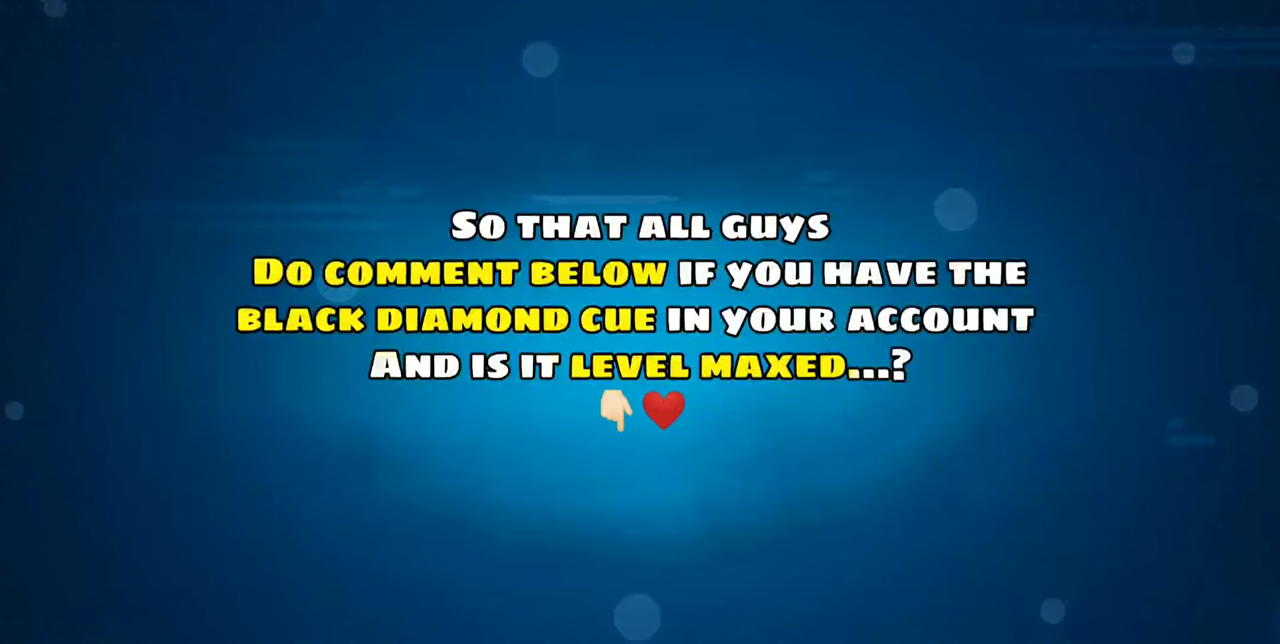 So that all guys
Do comment below if you have the
black diamond cue in your account
And is it level maxed...?
👇🏻❤️